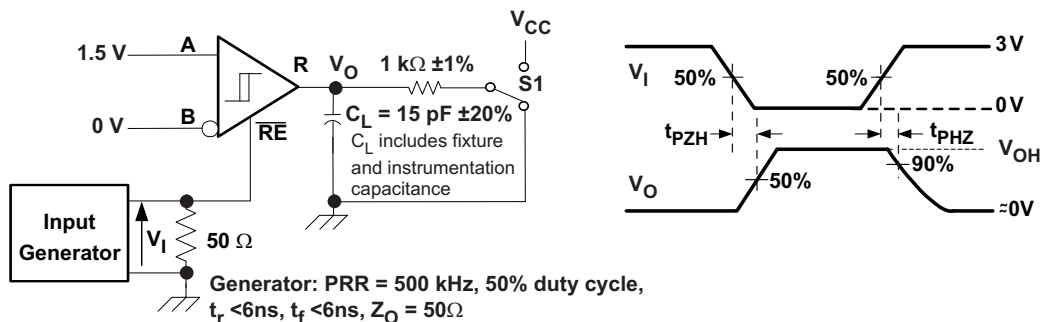 1.5 V
A
R
V_O
1 kΩ ±1%
V_CC
S1
0 V
B
R̅E̅
C_L = 15 pF ±20%
C_L includes fixture
and instrumentation
capacitance
Input
Generator
V_I
50 Ω
Generator: PRR = 500 kHz, 50% duty cycle,
t_r <6ns, t_f <6ns, Z_O = 50Ω
V_I
50%
50%
3 V
0 V
t_PZH
t_PHZ
V_OH
90%
V_O
50%
≈0V